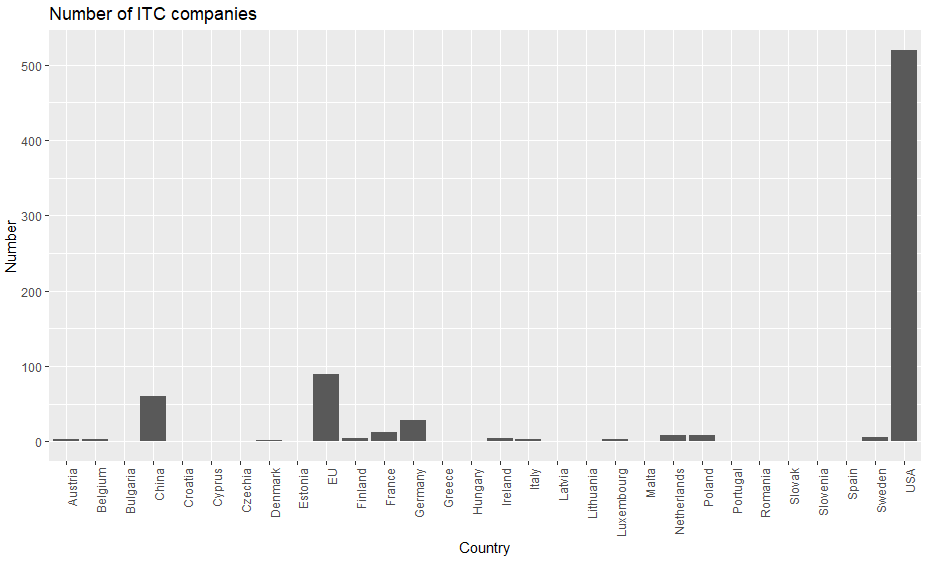 Number of ITC companies
Number
500
400
300
200
100
0
Austria
Belgium
Bulgaria
China
Croatia
Cyprus
Czechia
Denmark
Estonia
EU
Finland
France
Germany
Greece
Hungary
Ireland
Italy
Latvia
Lithuania
Luxembourg
Malta
Netherlands
Poland
Portugal
Romania
Slovak
Slovenia
Spain
Sweden
USA
Country